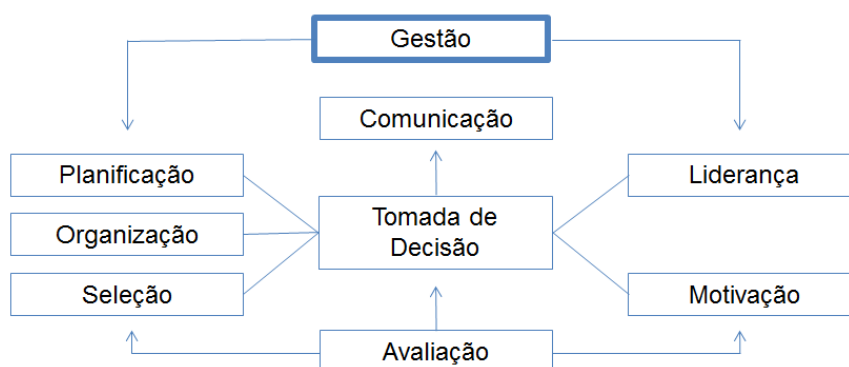 Gestão
Comunicação
Planificação
Liderança
Organização
Tomada de
Decisão
Seleção
Motivação
Avaliação